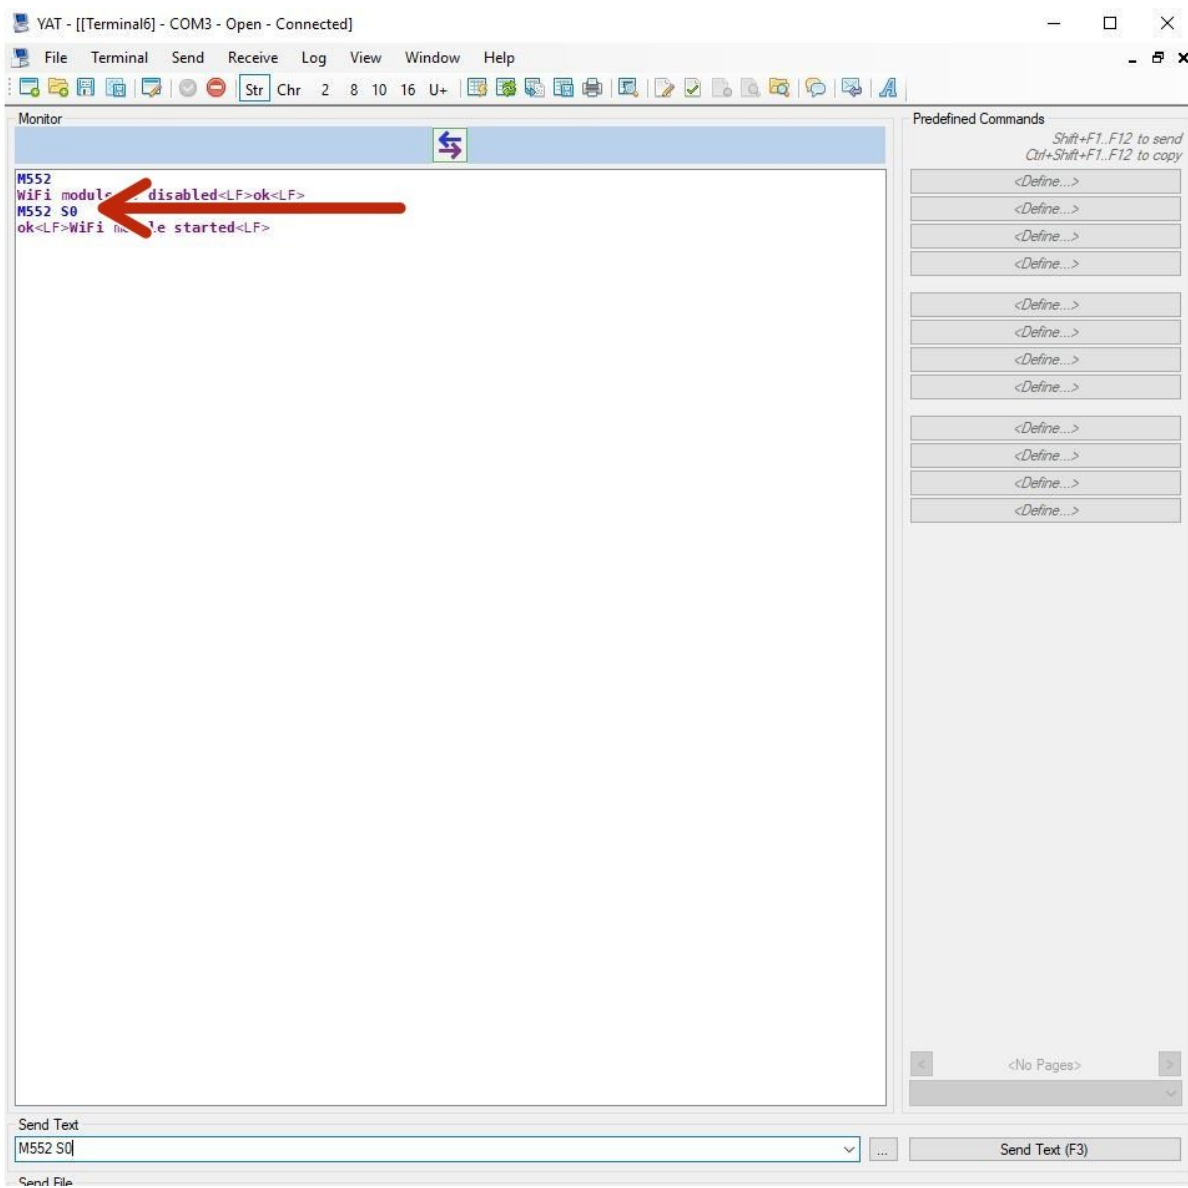 YAT - [[Terminal6] - COM3 - Open - Connected]
File Terminal Send Receive Log View Window Help
Str Chr 2 8 10 16 U+
Monitor
Predefined Commands
Shift+F1..F12 to send
Ctrl+Shift+F1..F12 to copy
M552
WiFi disabled<LF>ok<LF>
M552 S0
ok<LF>WiFi started<LF>
<Define...>
<Define...>
<Define...>
<Define...>
<Define...>
<Define...>
<Define...>
<Define...>
<Define...>
<Define...>
<Define...>
<Define...>
< <No Pages> >
Send Text
M552 S0
...
Send Text (F3)
Send File